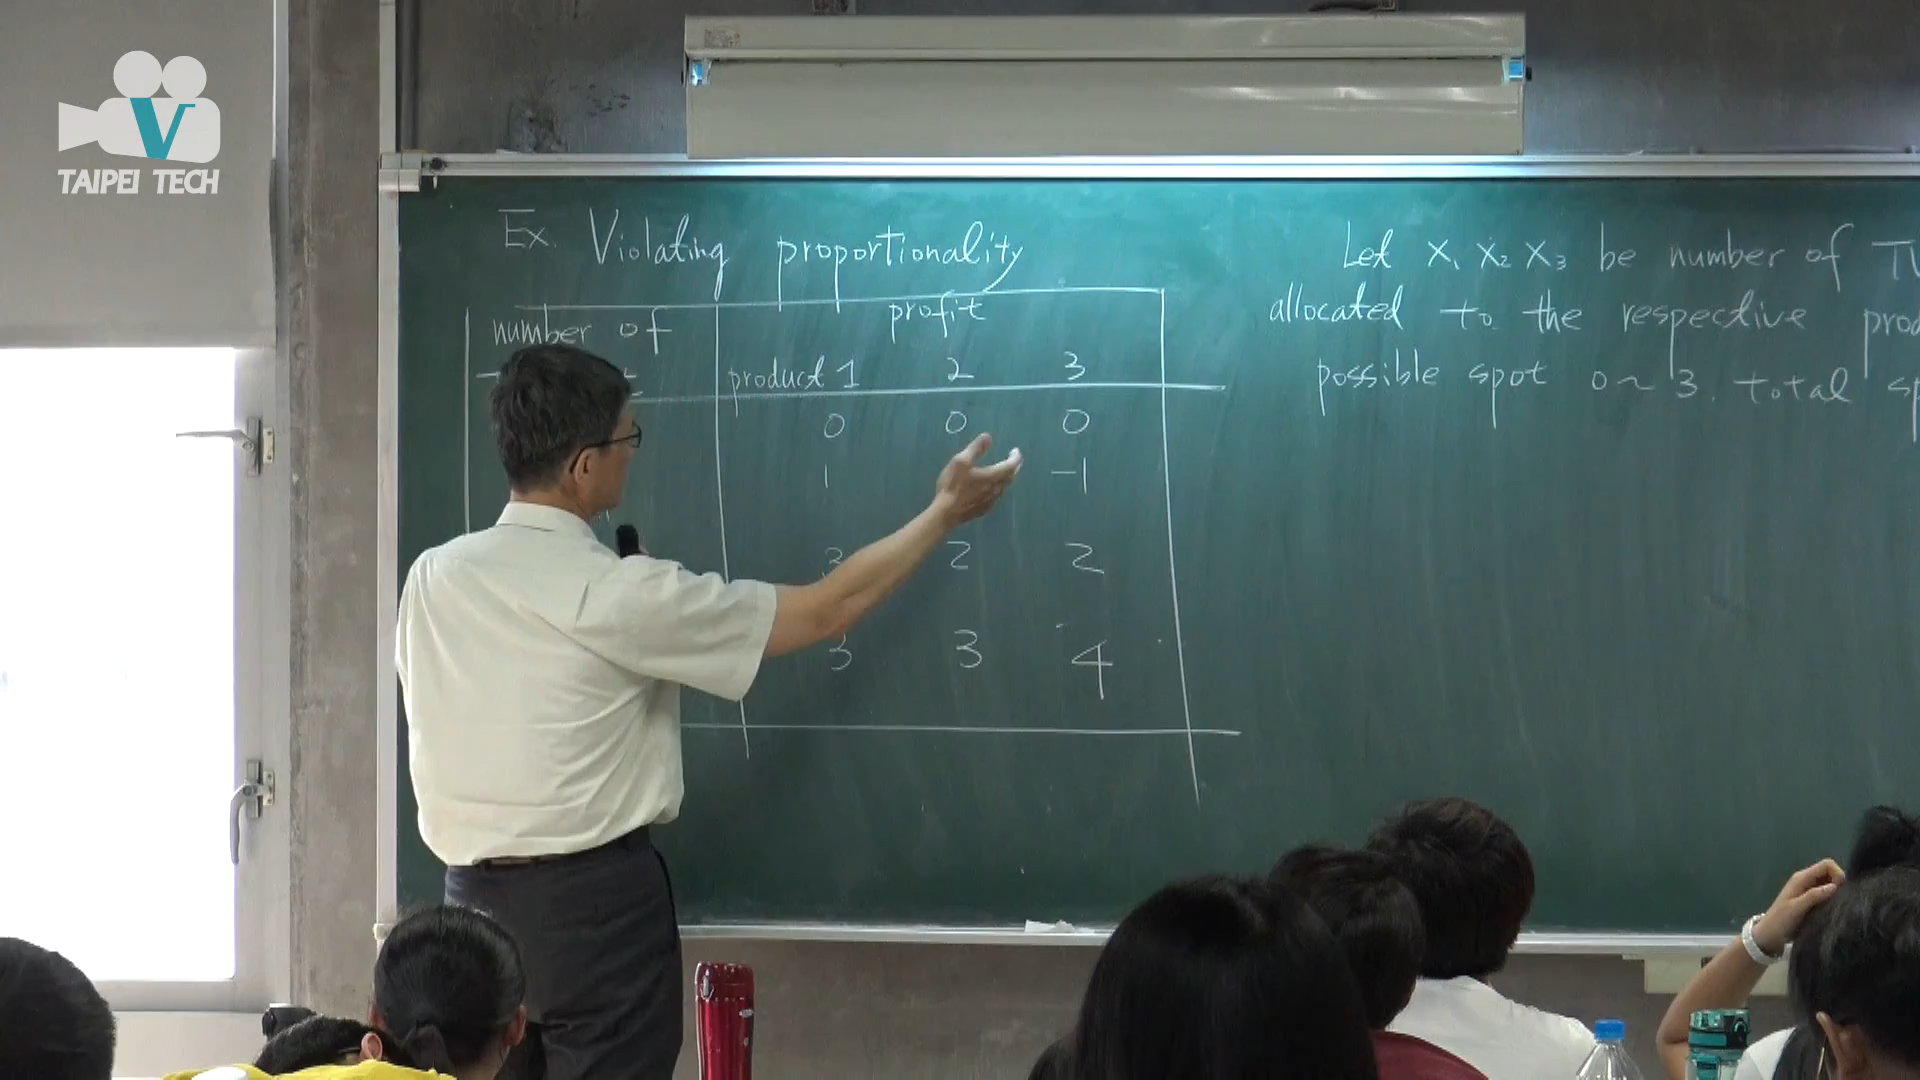 TAIPEI TECH
Ex. Violating proportionality
number of profit
product 1 2 3
0 0 0
1 -1
3 2 2
3 3 4
Let x₁ x₂ x₃ be number of
allocated to the respective
possible spot 0~3. total